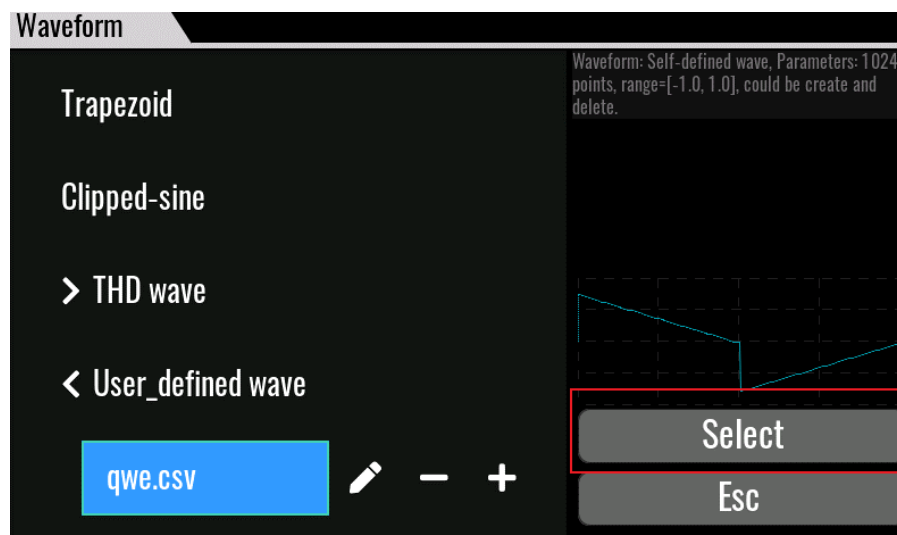 Waveform
Trapezoid
Clipped-sine
THD wave
User_defined wave
qwe.csv
Waveform: Self-defined wave, Parameters: 1024
points, range=[-1.0, 1.0], could be create and
delete.
Select
Esc